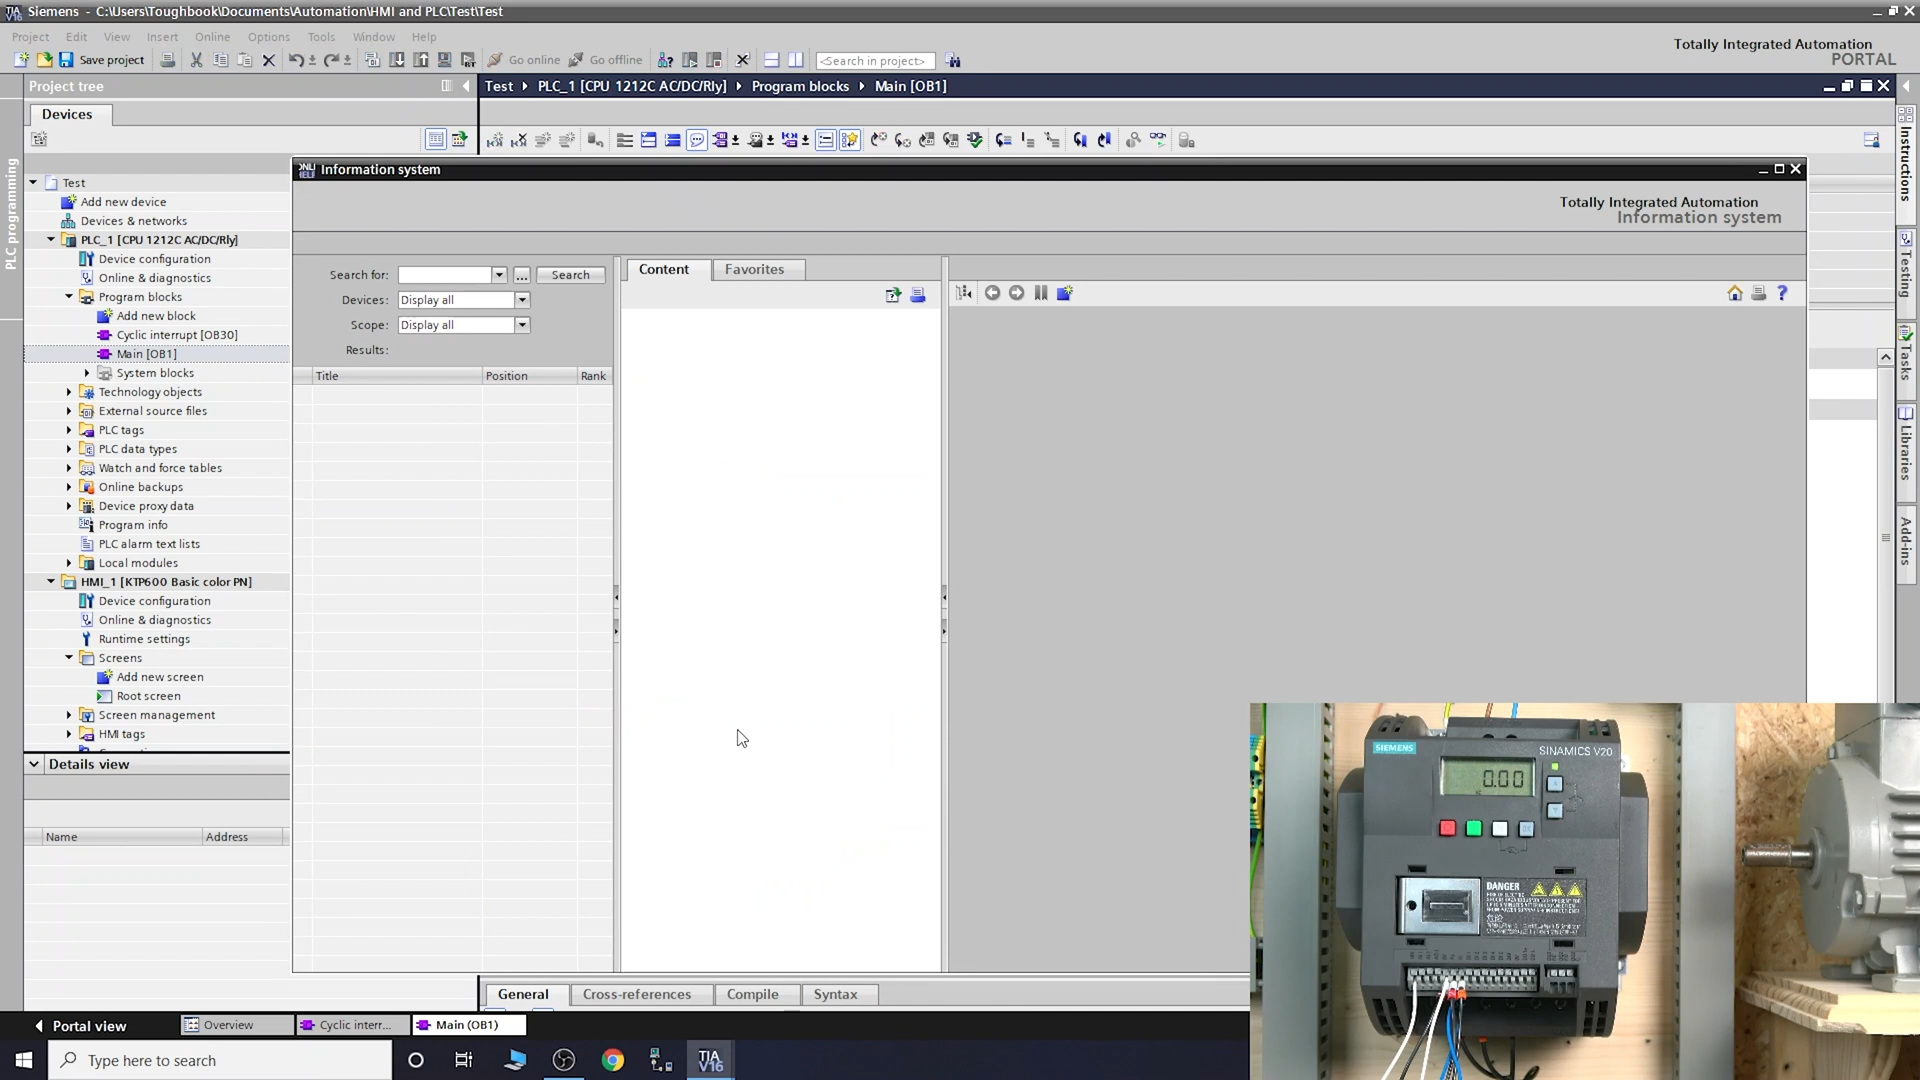 Siemens - C:\Users\Toughbook\Documents\Automation\HMI and PLC\Test\Test
Project Edit View Insert Online Options Tools Window Help
Save project
Go online
Go offline
<Search in project>
Totally Integrated Automation
PORTAL
Project tree
Test PLC_1 [CPU 1212C AC/DC/Rly] Program blocks Main [OB1]
Devices
PLC programming
Test
Add new device
Devices & networks
PLC_1 [CPU 1212C AC/DC/Rly]
Device configuration
Online & diagnostics
Program blocks
Add new block
Cyclic interrupt [OB30]
Main [OB1]
System blocks
Technology objects
External source files
PLC tags
PLC data types
Watch and force tables
Online backups
Device proxy data
Program info
PLC alarm text lists
Local modules
HMI_1 [KTP600 Basic color PN]
Device configuration
Online & diagnostics
Runtime settings
Screens
Add new screen
Root screen
Screen management
HMI tags
Details view
Name Address
Information system
Totally Integrated Automation
Information system
Search for:
...
Search
Devices: Display all
Scope: Display all
Results:
Title Position Rank
Content Favorites
Instructions
Testing
Tasks
Libraries
Add-ins
General Cross-references Compile Syntax
Portal view
Overview
Cyclic interr...
Main (OB1)
Type here to search
TIA
V16
SIEMENS
SINAMICS V20
0.00
DANGER